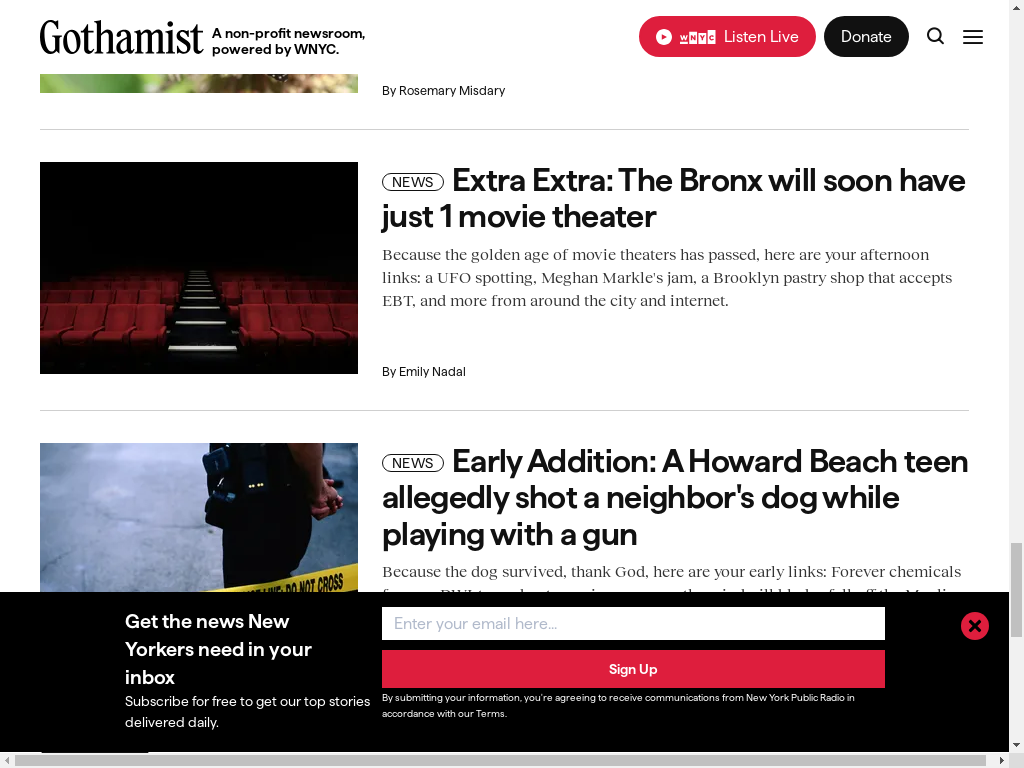 Gothamist
A non-profit newsroom,
powered by WNYC.
WNYC Listen Live
Donate
By Rosemary Misdary
NEWS Extra Extra: The Bronx will soon have
just 1 movie theater
Because the golden age of movie theaters has passed, here are your afternoon
links: a UFO spotting, Meghan Markle's jam, a Brooklyn pastry shop that accepts
EBT, and more from around the city and internet.
By Emily Nadal
NEWS Early Addition: A Howard Beach teen
allegedly shot a neighbor's dog while
playing with a gun
Because the dog survived, thank God, here are your early links: Forever chemicals
DO NOT CROSS
Get the news New
Yorkers need in your
inbox
Subscribe for free to get our top stories
delivered daily.
Enter your email here...
Sign Up
By submitting your information, you're agreeing to receive communications from New York Public Radio in
accordance with our Terms.